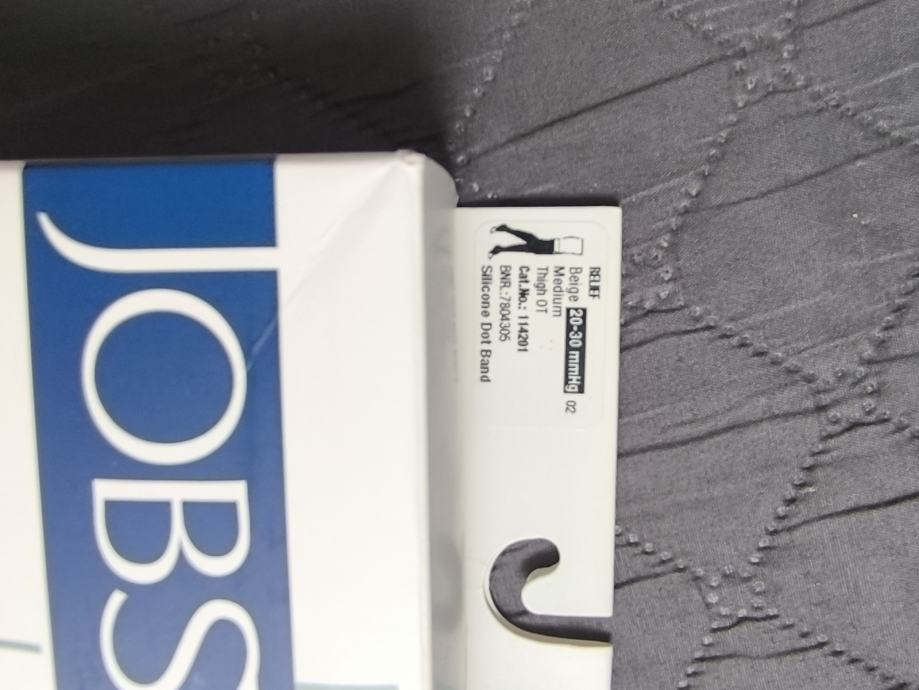 JOBS
RELIEF
Beige 20-30 mmHg 02
Medium
Thigh OT
Cat.No.: 114201
BNR.:7804305
Silicone Dot Band